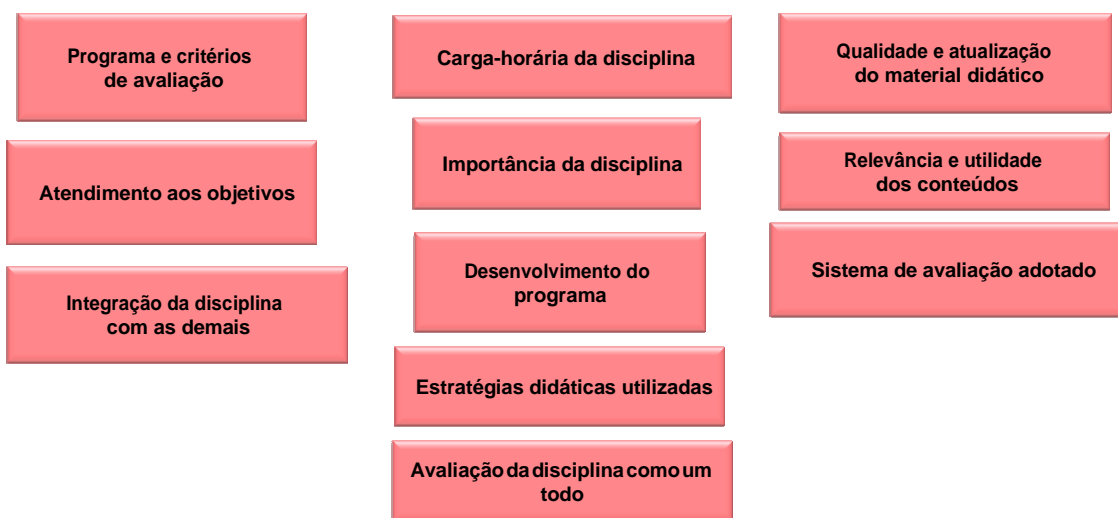 Programa e critérios
de avaliação
Atendimento aos objetivos
Integração da disciplina
com as demais
Carga-horária da disciplina
Importância da disciplina
Desenvolvimento do
programa
Estratégias didáticas utilizadas
Avaliação da disciplina como um
todo
Qualidade e atualização
do material didático
Relevância e utilidade
dos conteúdos
Sistema de avaliação adotado